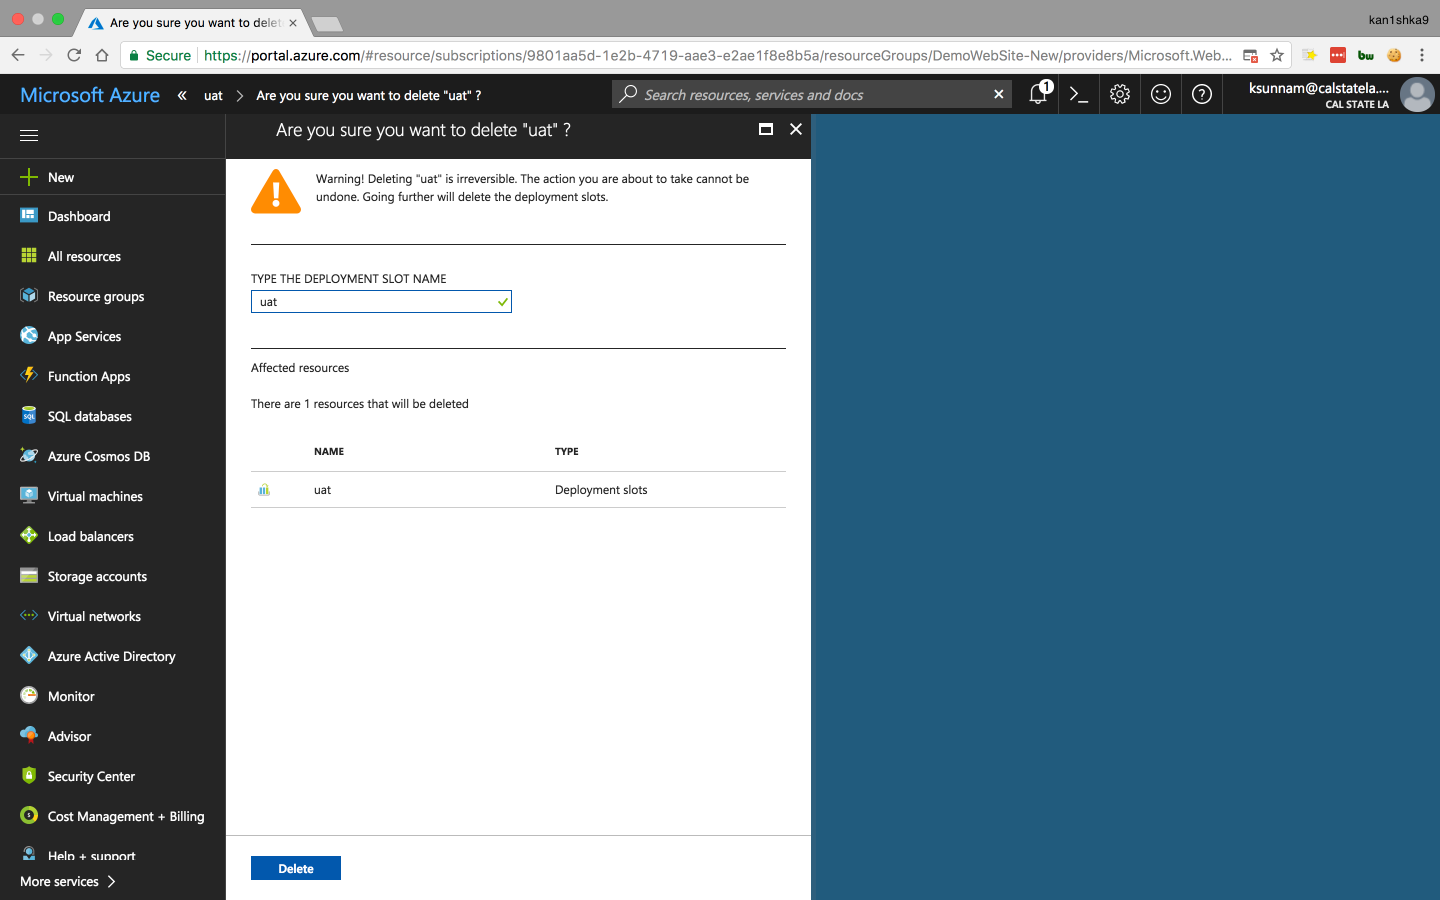 Are you sure you want to delet
kan1shka9
Secure https://portal.azure.com/#resource/subscriptions/9801aa5d-1e2b-4719-aae3-e2ae1f8e8b5a/resourceGroups/DemoWebSite-New/providers/Microsoft.Web...
bw
Microsoft Azure « uat > Are you sure you want to delete "uat" ?
Search resources, services and docs
1
ksunnam@calstatela....
CAL STATE LA
Are you sure you want to delete "uat" ?
New
Dashboard
All resources
Resource groups
App Services
Function Apps
SQL databases
Azure Cosmos DB
Virtual machines
Load balancers
Storage accounts
Virtual networks
Azure Active Directory
Monitor
Advisor
Security Center
Cost Management + Billing
Help + support
More services >
Warning! Deleting "uat" is irreversible. The action you are about to take cannot be
undone. Going further will delete the deployment slots.
TYPE THE DEPLOYMENT SLOT NAME
uat
Affected resources
There are 1 resources that will be deleted
NAME TYPE
uat Deployment slots
Delete